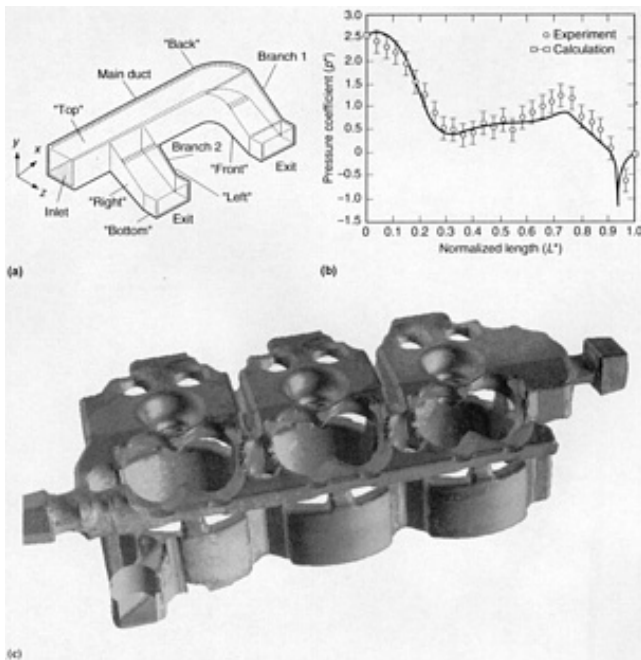 "Back"
Branch 1
Main duct
"Top"
y
x
z
Branch 2
"Front"
Exit
"Left"
"Right"
Inlet
Exit
"Bottom"
(a)
Pressure coefficient (p*)
3.0
2.5
2.0
1.5
1.0
0.5
0
−0.5
−1.0
−1.5
Experiment
Calculation
0 0.1 0.2 0.3 0.4 0.5 0.6 0.7 0.8 0.9 1.0
Normalized length (L*)
(b)
(c)